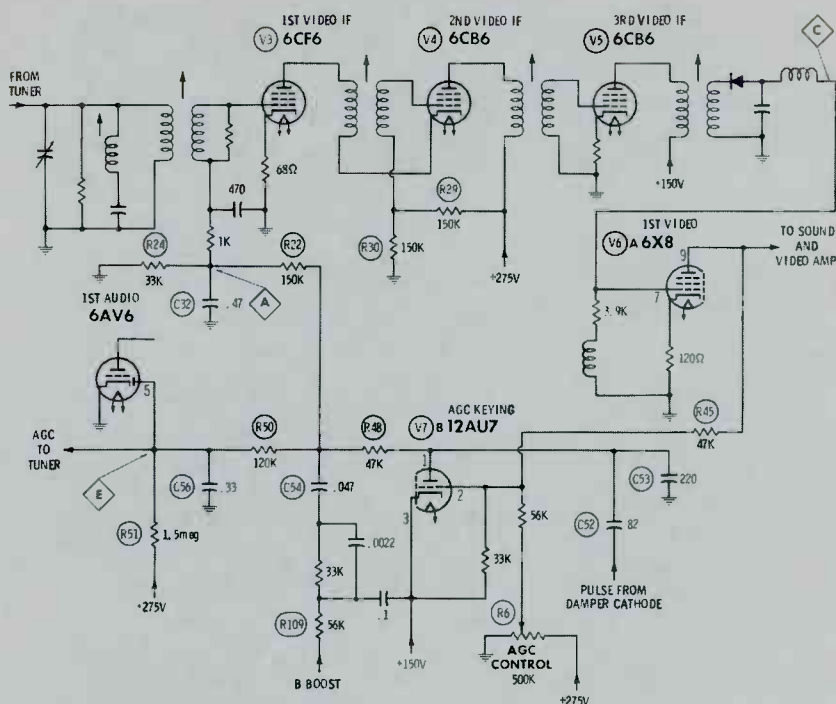 1ST VIDEO IF
V3 6CF6
2ND VIDEO IF
V4 6CB6
3RD VIDEO IF
V5 6CB6
C
FROM
TUNER
68Ω
470
1K
R24
33K
R22
150K
R29
150K
R30
150K
+275V
+150V
1ST VIDEO
V6 A 6X8
9
7
TO SOUND
AND
VIDEO AMP
3.9K
120Ω
C32 .47
A
1ST AUDIO
6AV6
5
R45
47K
AGC
TO
TUNER
E
R50
120K
R48
47K
AGC KEYING
V7 B 12AU7
1
2
3
C56 .33
C54 .047
C53 220
C52 82
R51 1.5meg
+275V
.0022
33K
33K
56K
R109
56K
.1
+150V
B BOOST
PULSE FROM
DAMPER CATHODE
R6
AGC
CONTROL
500K
+275V